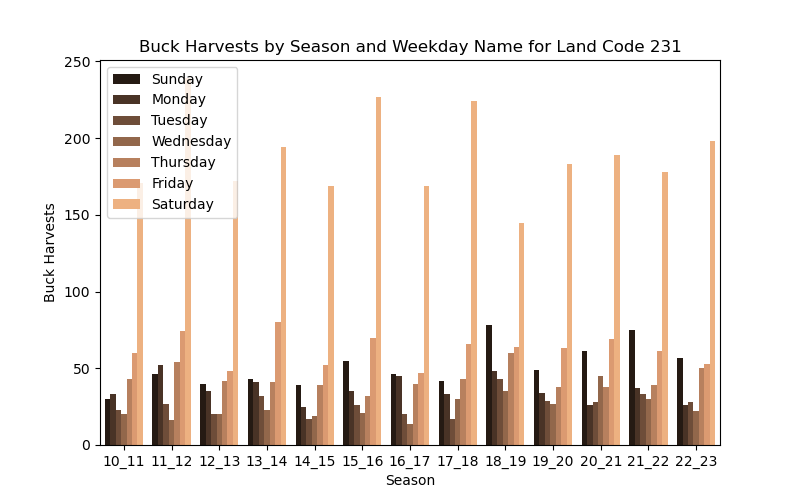 Buck Harvests by Season and Weekday Name for Land Code 231
250
200
150
100
50
0
Buck Harvests
Sunday
Monday
Tuesday
Wednesday
Thursday
Friday
Saturday
10_11 11_12 12_13 13_14 14_15 15_16 16_17 17_18 18_19 19_20 20_21 21_22 22_23
Season